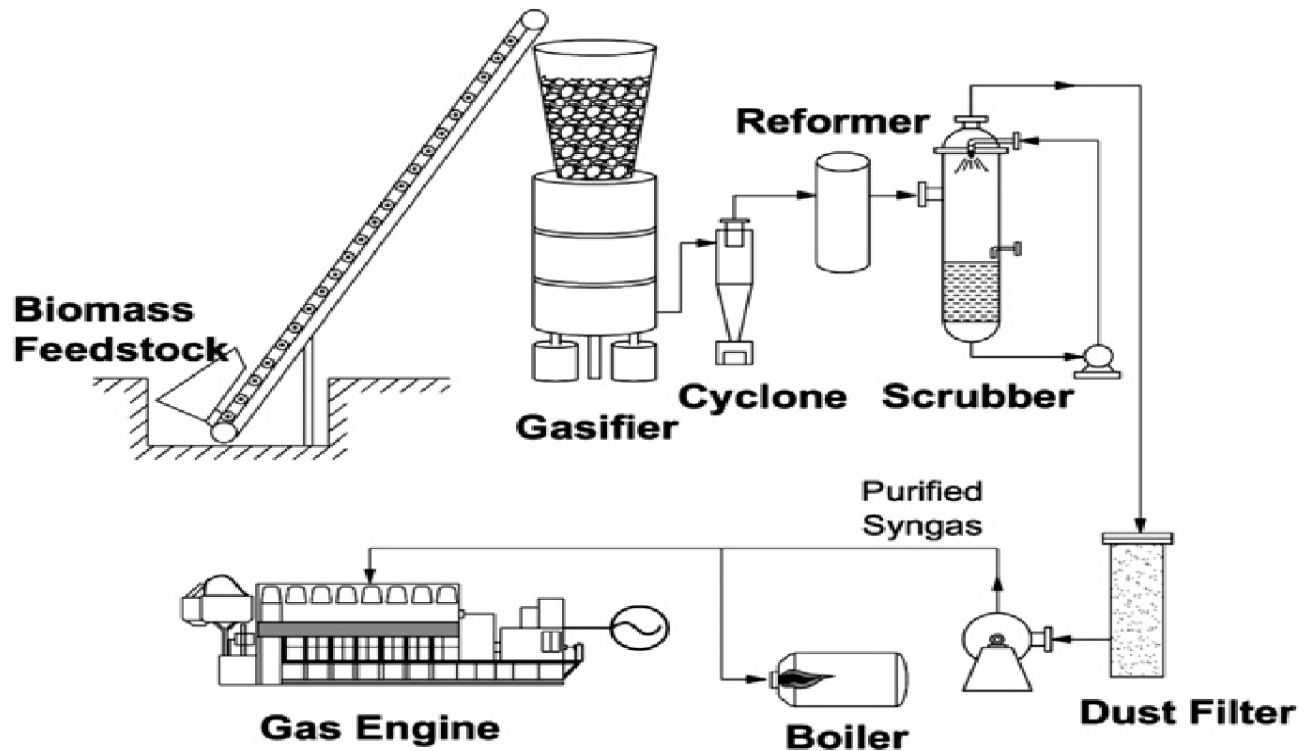 Reformer
Biomass
Feedstock
Cyclone
Scrubber
Gasifier
Purified
Syngas
Dust Filter
Gas Engine
Boiler